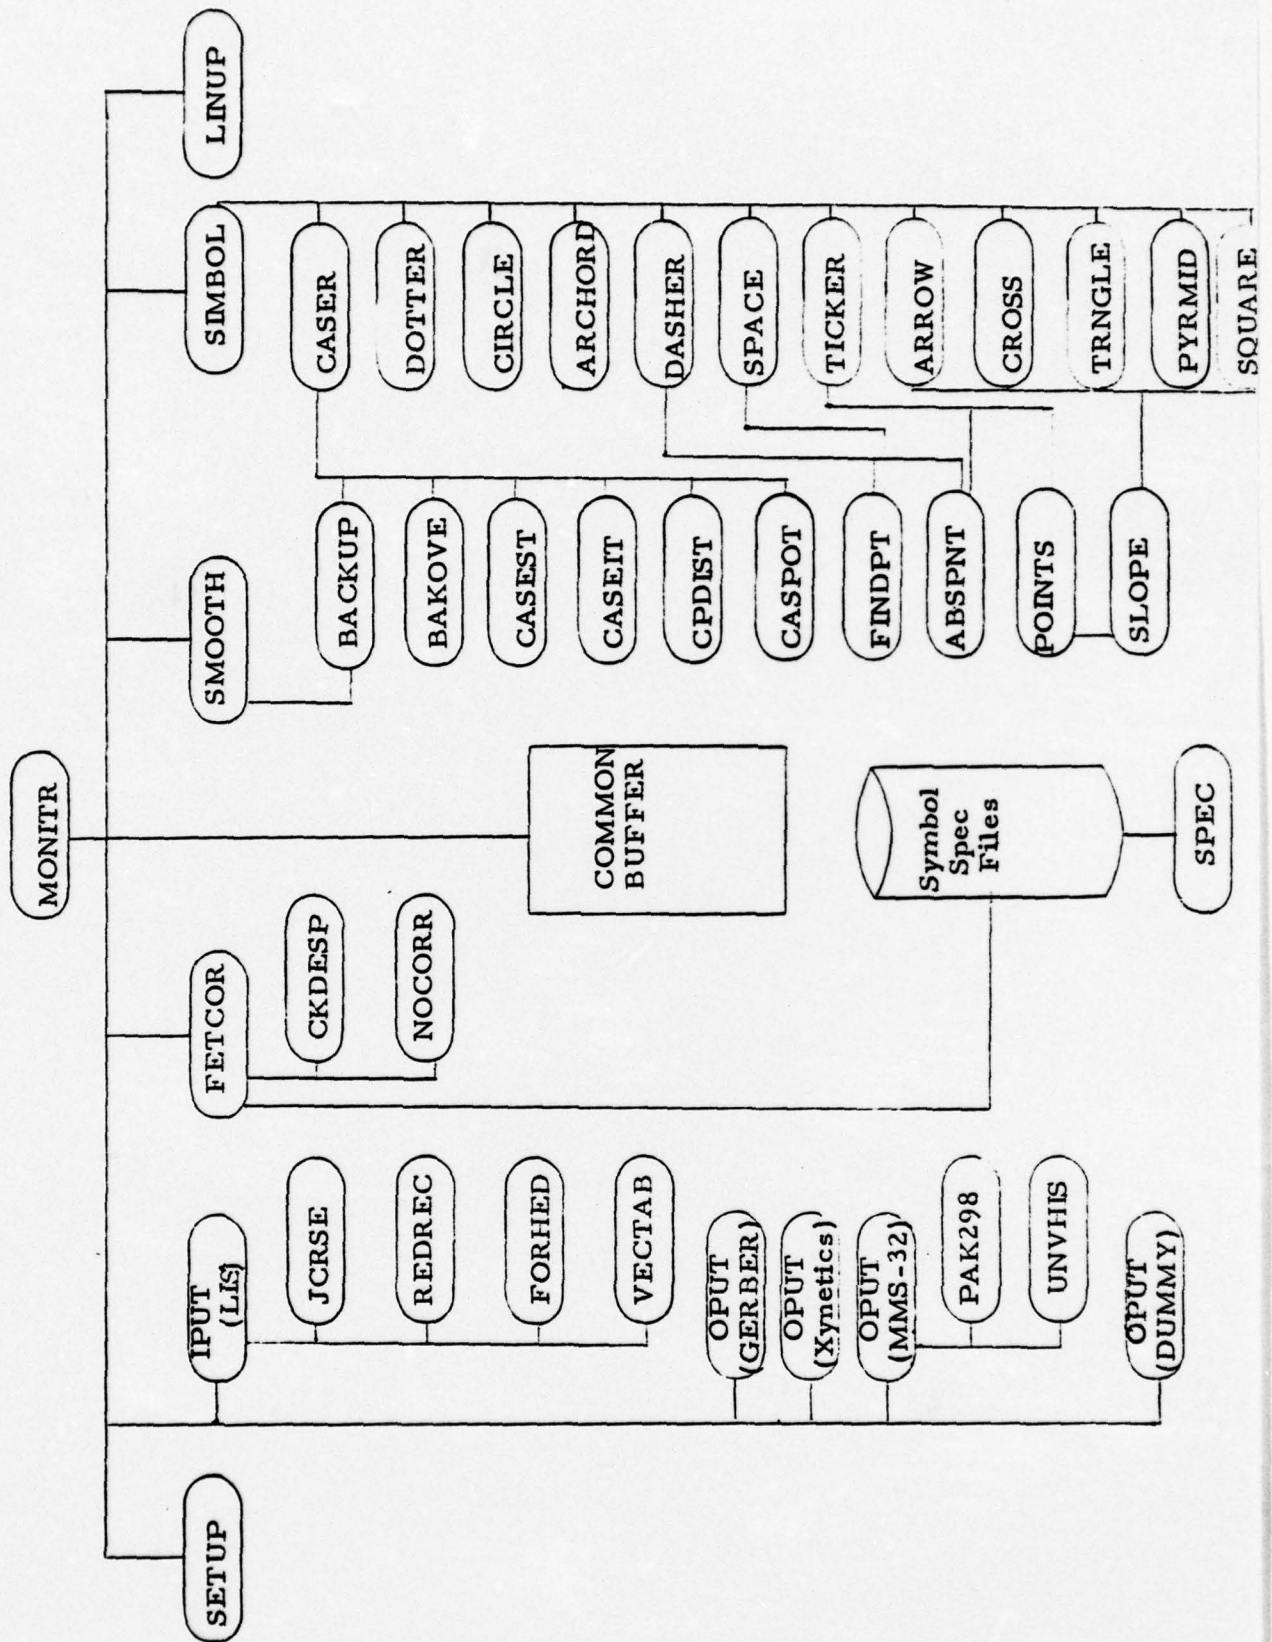 MONITR
SETUP
IPUT
(LIS)
JCRSE
REDREC
FORHED
VECTAB
OPUT
(GERBER)
OPUT
(Xynetics)
OPUT
(MMS-32)
PAK298
UNVHIS
OPUT
(DUMMY)
FETCOR
CKDESP
NOCORR
COMMON
BUFFER
Symbol
Spec
Files
SPEC
SMOOTH
BACKUP
BAKOVE
CASEST
CASEIT
CPDIST
CASPOT
FINDPT
ABSPNT
POINTS
SLOPE
SIMBOL
CASER
DOTTER
CIRCLE
ARCHORD
DASHER
SPACE
TICKER
ARROW
CROSS
TRNGLE
PYRMID
SQUARE
LINUP